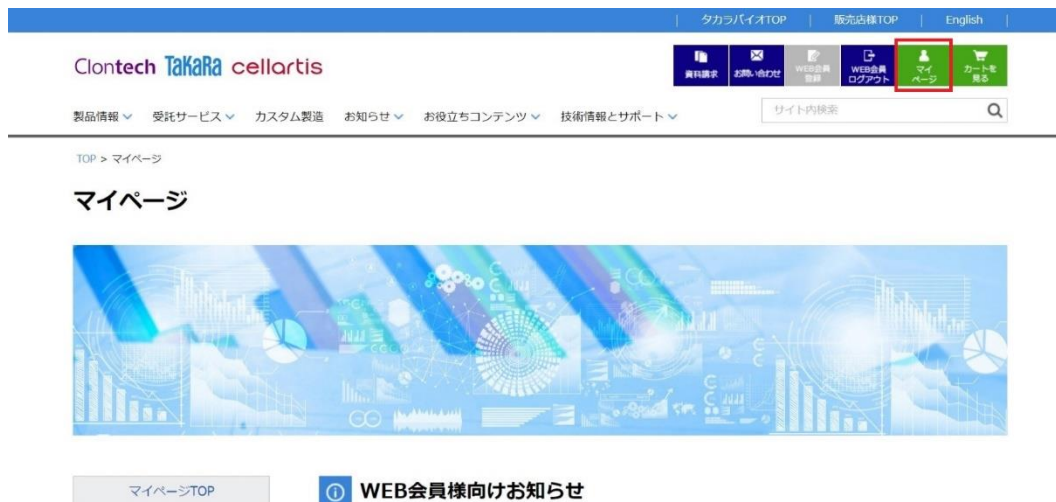 タカラバイオTOP | 販売店様TOP | English
Clontech TaKaRa cellartis
資料請求 お問い合わせ WEB会員登録 WEB会員ログアウト マイページ カートを見る
製品情報 受託サービス カスタム製造 お知らせ お役立ちコンテンツ 技術情報とサポート サイト内検索
TOP > マイページ
マイページ
マイページTOP WEB会員様向けお知らせ